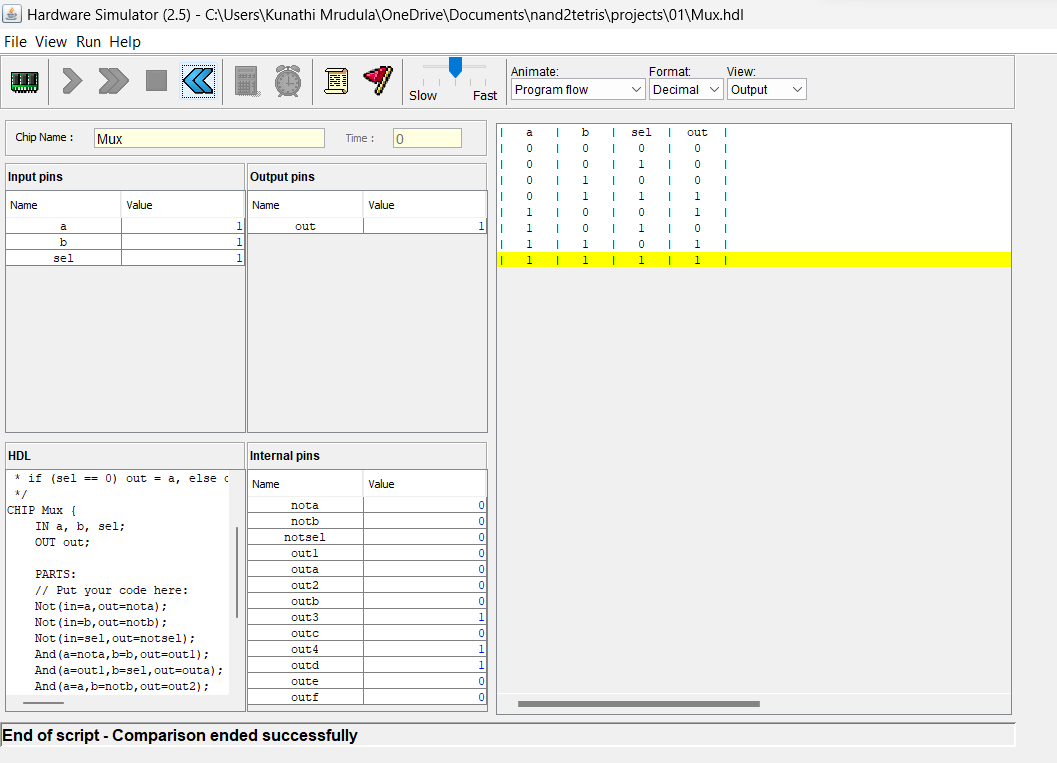 Hardware Simulator (2.5) - C:\Users\Kunathi Mrudula\OneDrive\Documents\nand2tetris\projects\01\Mux.hdl
File View Run Help
Slow Fast
Animate: Format: View:
Program flow Decimal Output
Chip Name : Mux Time : 0
Input pins
Name Value
a 1
b 1
sel 1
Output pins
Name Value
out 1
HDL
* if (sel == 0) out = a, else
*/
CHIP Mux {
IN a, b, sel;
OUT out;
PARTS:
// Put your code here:
Not(in=a,out=nota);
Not(in=b,out=notb);
Not(in=sel,out=notsel);
And(a=nota,b=b,out=out1);
And(a=out1,b=sel,out=outa);
And(a=a,b=notb,out=out2);
Internal pins
Name Value
nota 0
notb 0
notsel 0
out1 0
outa 0
out2 0
outb 0
out3 1
outc 0
out4 1
outd 1
oute 0
outf 0
| a | b | sel | out |
| 0 | 0 | 0 | 0 |
| 0 | 0 | 1 | 0 |
| 0 | 1 | 0 | 0 |
| 0 | 1 | 1 | 1 |
| 1 | 0 | 0 | 1 |
| 1 | 0 | 1 | 0 |
| 1 | 1 | 0 | 1 |
| 1 | 1 | 1 | 1 |
End of script - Comparison ended successfully